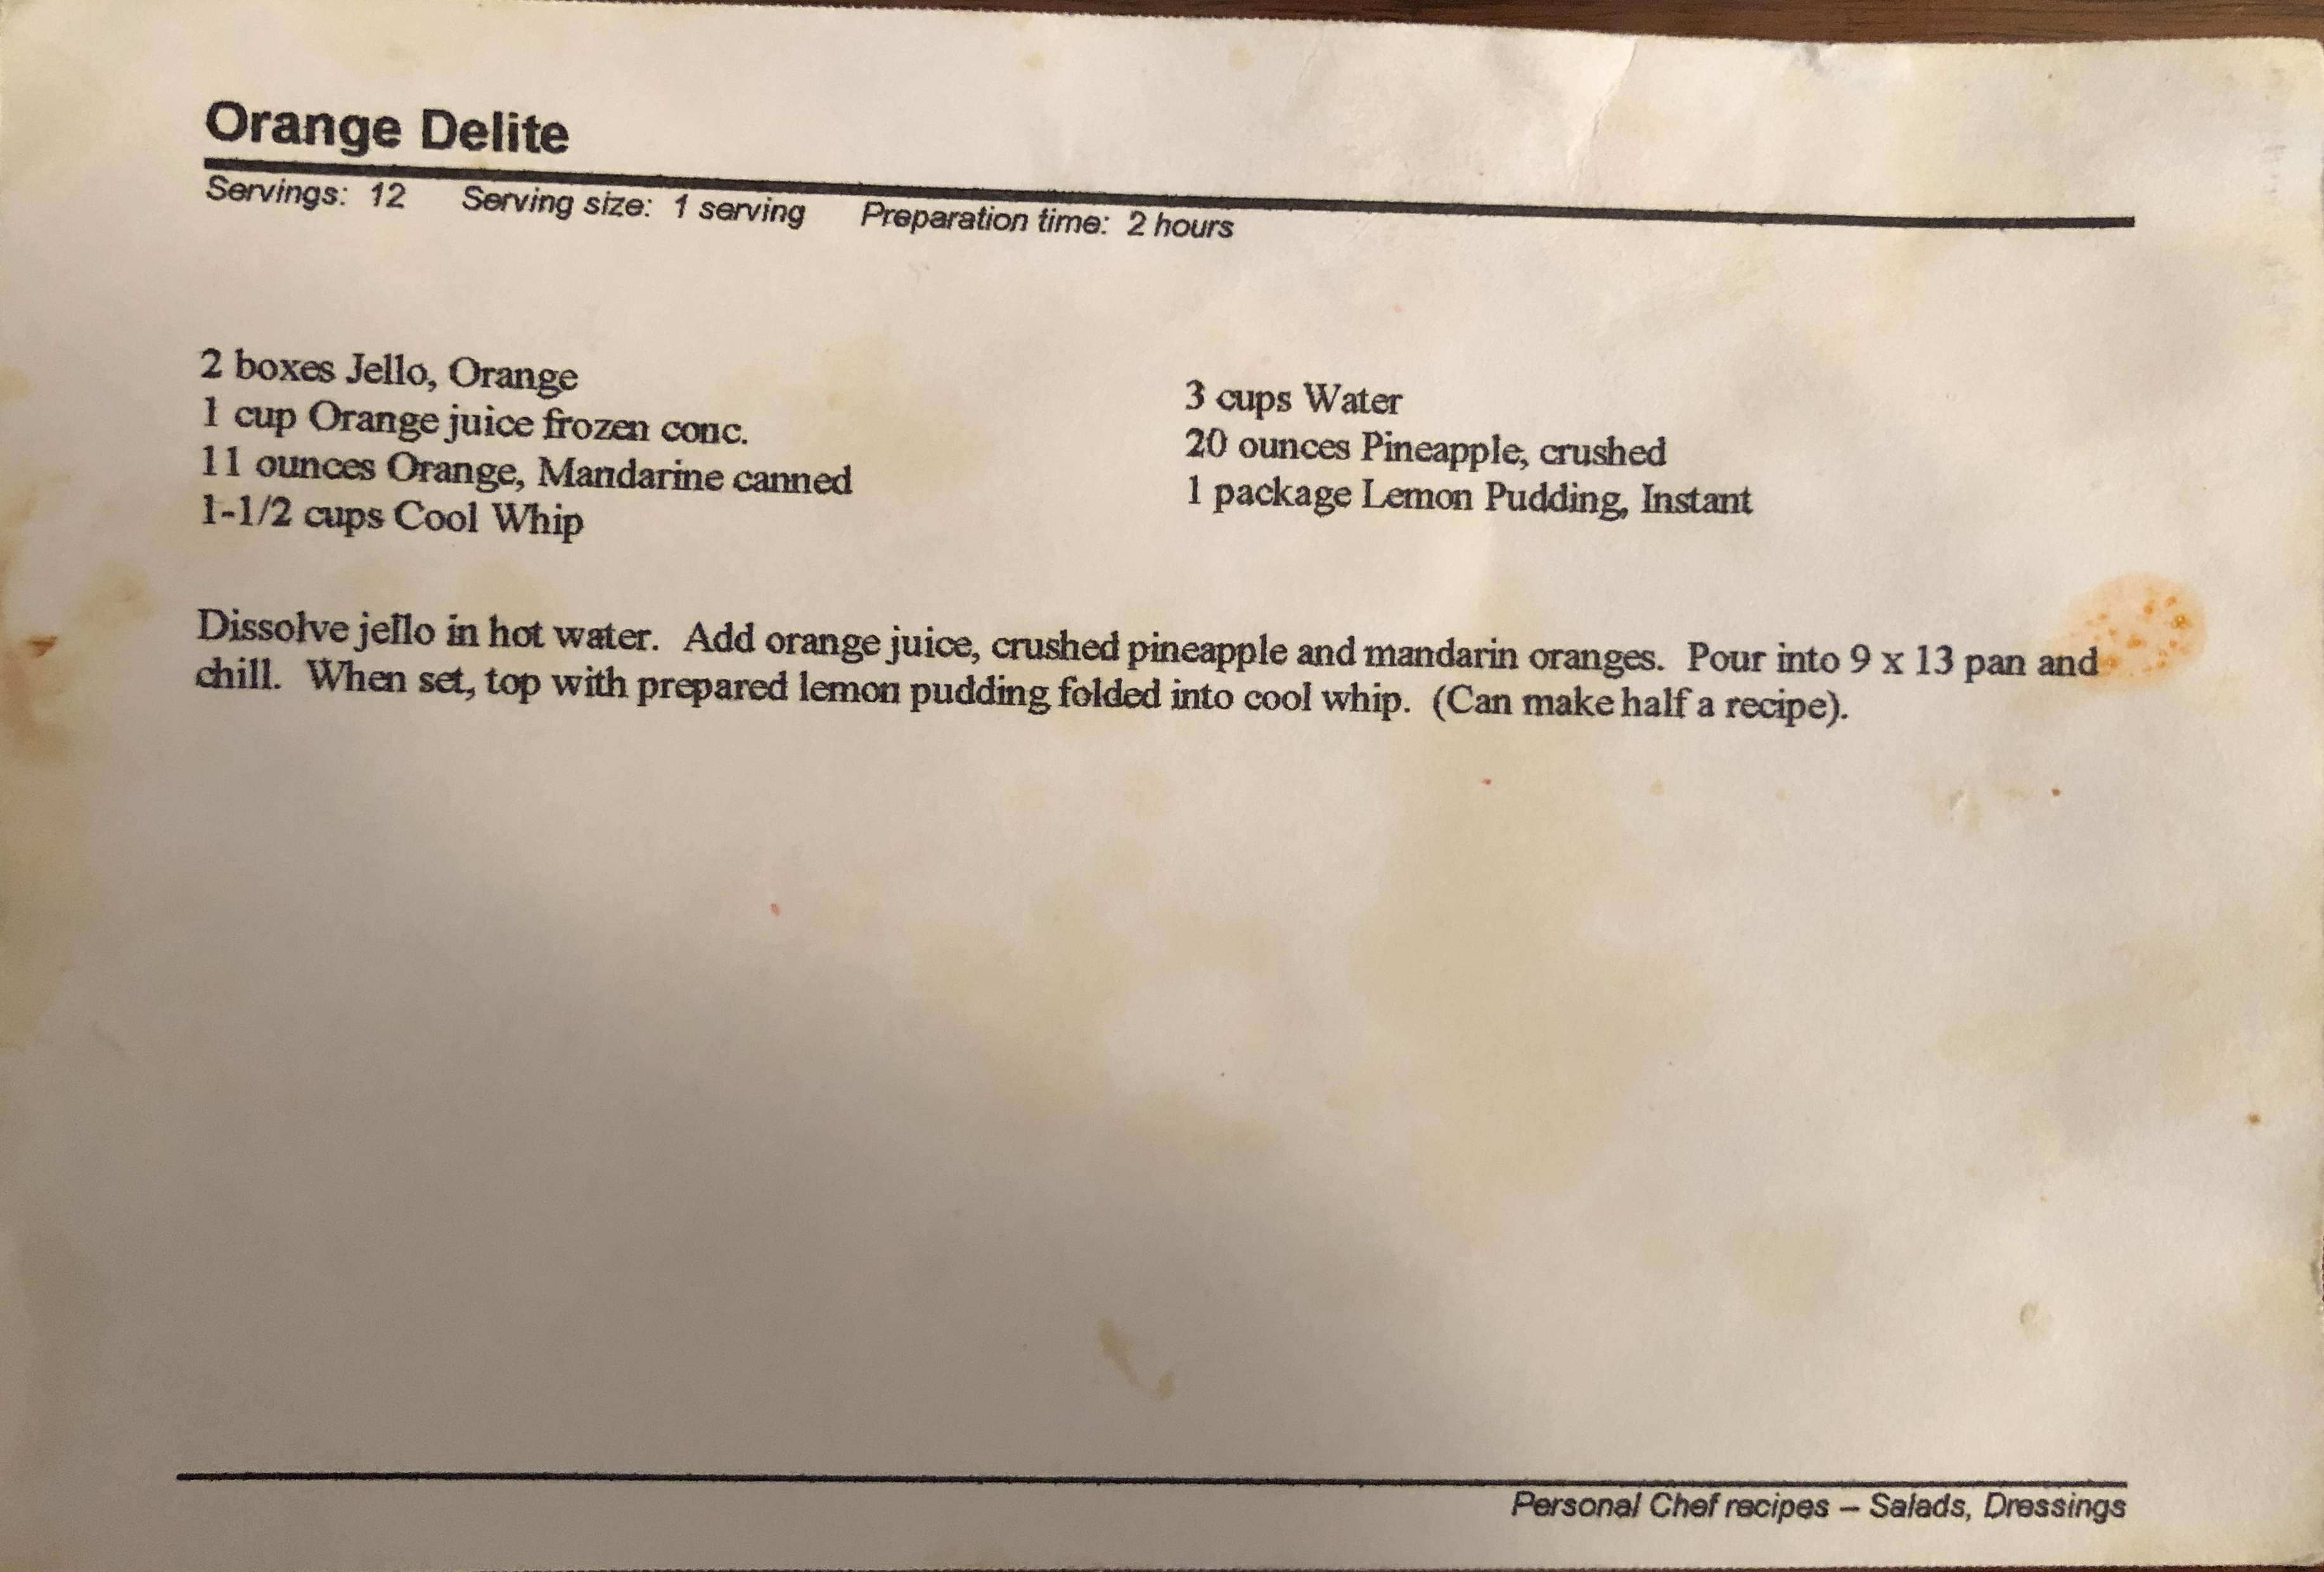 Orange Delite
Servings: 12 Serving size: 1 serving Preparation time: 2 hours
2 boxes Jello, Orange
1 cup Orange juice frozen conc.
11 ounces Orange, Mandarine canned
1-1/2 cups Cool Whip
3 cups Water
20 ounces Pineapple, crushed
1 package Lemon Pudding, Instant
Dissolve jello in hot water. Add orange juice, crushed pineapple and mandarin oranges. Pour into 9 x 13 pan and
chill. When set, top with prepared lemon pudding folded into cool whip. (Can make half a recipe).
Personal Chef recipes – Salads, Dressings